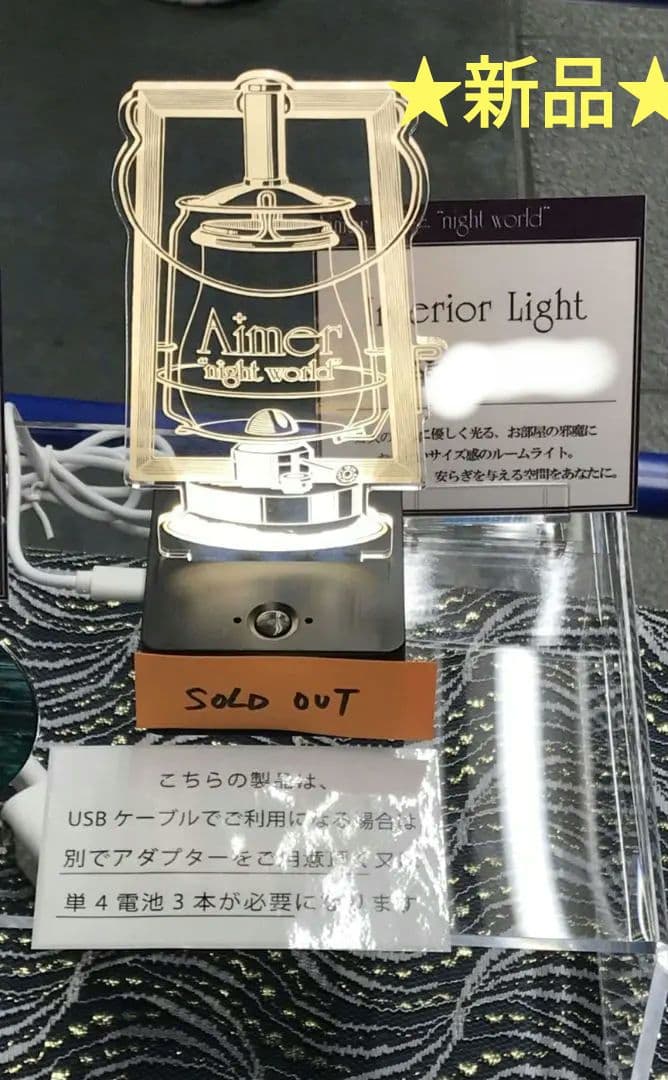 ★新品★
"night world"
Interior Light
Aimer
"night world"
優しく光る、お部屋の邪魔に
サイズ感のルームライト。
安らぎを与える空間をあなたに。
SOLD OUT
こちらの製品は、
USBケーブルでご利用になる場合は
別でアダプターをご用意頂く又は
単4電池3本が必要になります